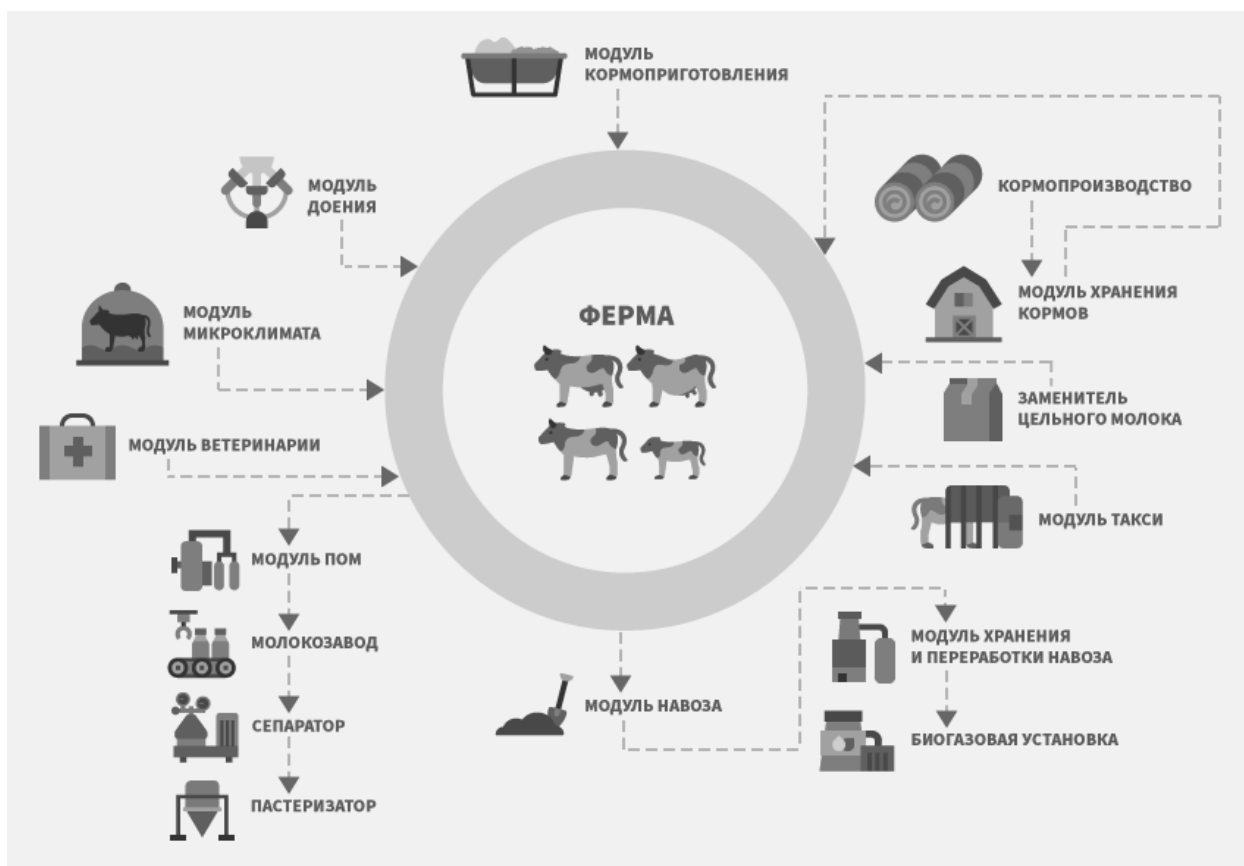 МОДУЛЬ
КОРМОПРИГОТОВЛЕНИЯ
МОДУЛЬ
ДОЕНИЯ
КОРМОПРОИЗВОДСТВО
МОДУЛЬ
МИКРОКЛИМАТА
ФЕРМА
МОДУЛЬ ХРАНЕНИЯ
КОРМОВ
ЗАМЕНИТЕЛЬ
ЦЕЛЬНОГО МОЛОКА
МОДУЛЬ ВЕТЕРИНАРИИ
МОДУЛЬ ТАКСИ
МОДУЛЬ ПОМ
МОЛОКОЗАВОД
СЕПАРАТОР
ПАСТЕРИЗАТОР
МОДУЛЬ НАВОЗА
МОДУЛЬ ХРАНЕНИЯ
И ПЕРЕРАБОТКИ НАВОЗА
БИОГАЗОВАЯ УСТАНОВКА